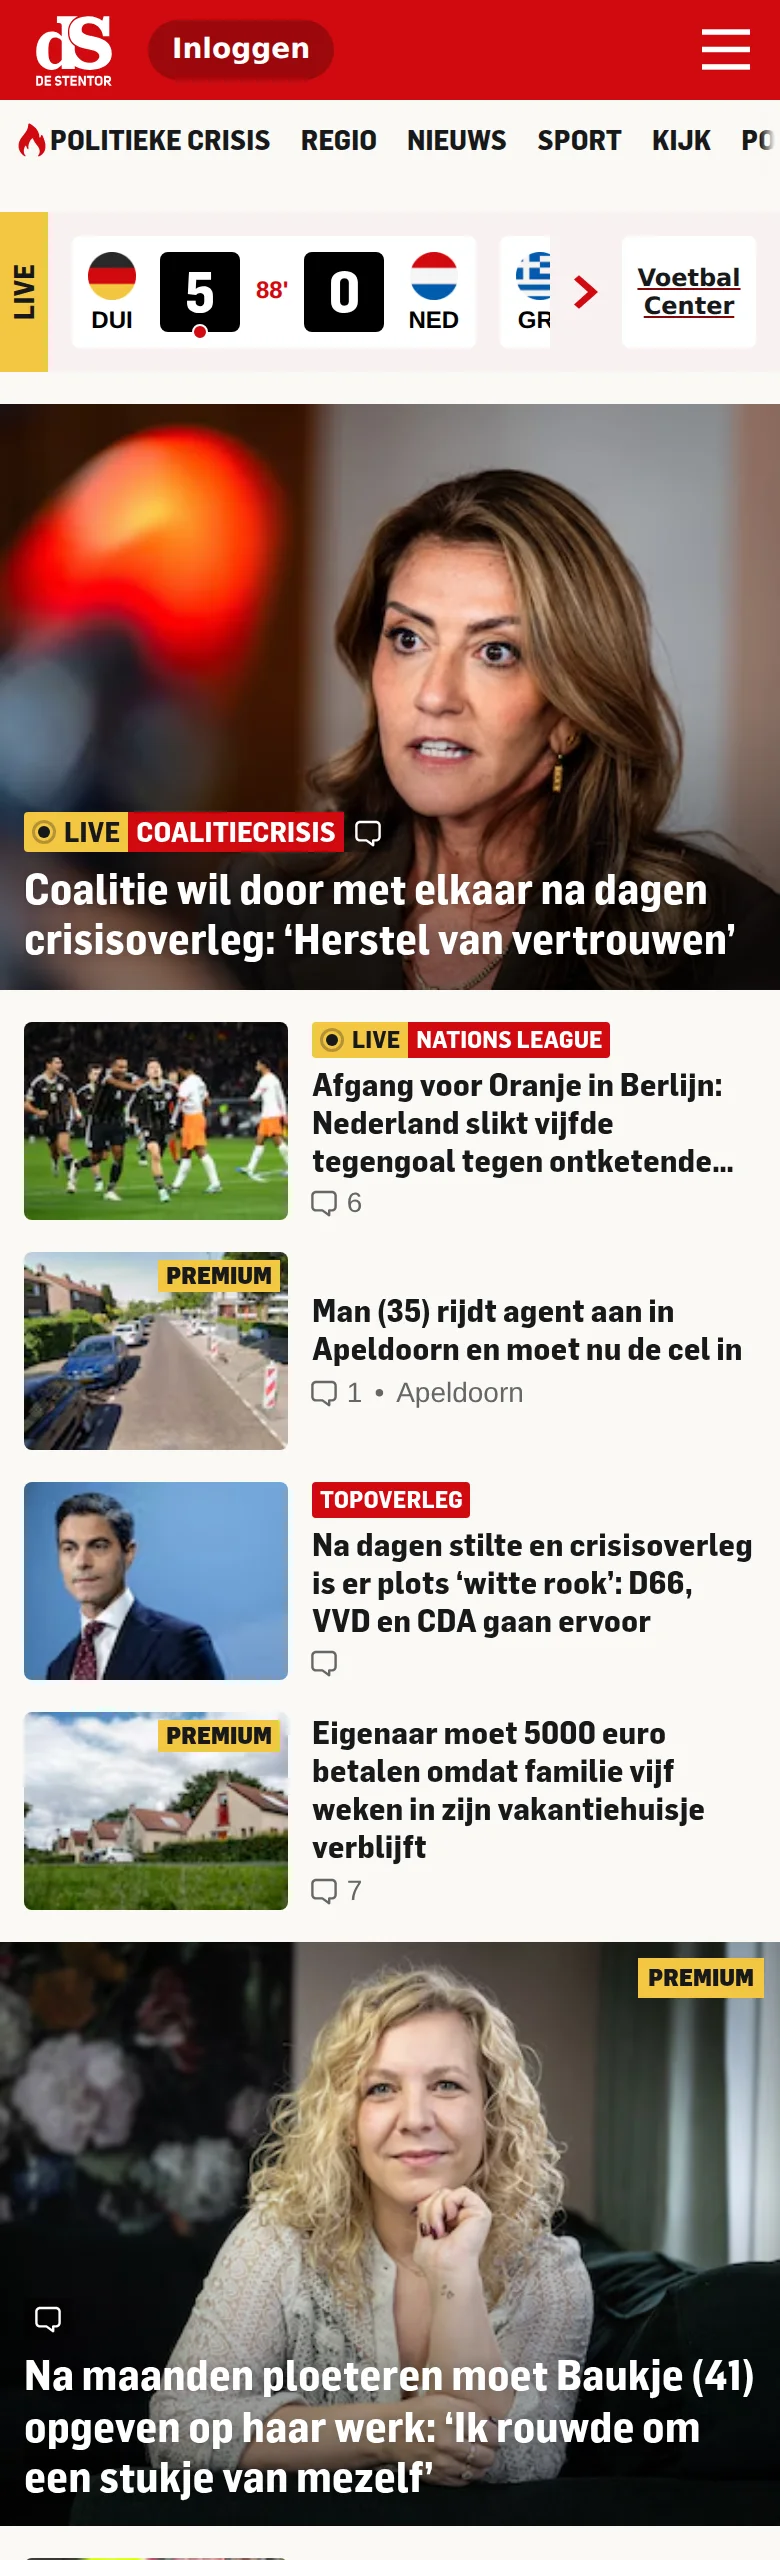 dS
DE STENTOR
Inloggen
POLITIEKE CRISIS REGIO NIEUWS SPORT KIJK PO
LIVE
DUI 5 88' 0 NED
GR
Voetbal
Center
LIVE COALITIECRISIS
Coalitie wil door met elkaar na dagen
crisisoverleg: ‘Herstel van vertrouwen’
LIVE NATIONS LEAGUE
Afgang voor Oranje in Berlijn:
Nederland slikt vijfde
tegengoal tegen ontketende...
6
PREMIUM
Man (35) rijdt agent aan in
Apeldoorn en moet nu de cel in
1 • Apeldoorn
TOPOVERLEG
Na dagen stilte en crisisoverleg
is er plots ‘witte rook’: D66,
VVD en CDA gaan ervoor
PREMIUM
Eigenaar moet 5000 euro
betalen omdat familie vijf
weken in zijn vakantiehuisje
verblijft
7
PREMIUM
Na maanden ploeteren moet Baukje (41)
opgeven op haar werk: ‘Ik rouwde om
een stukje van mezelf’